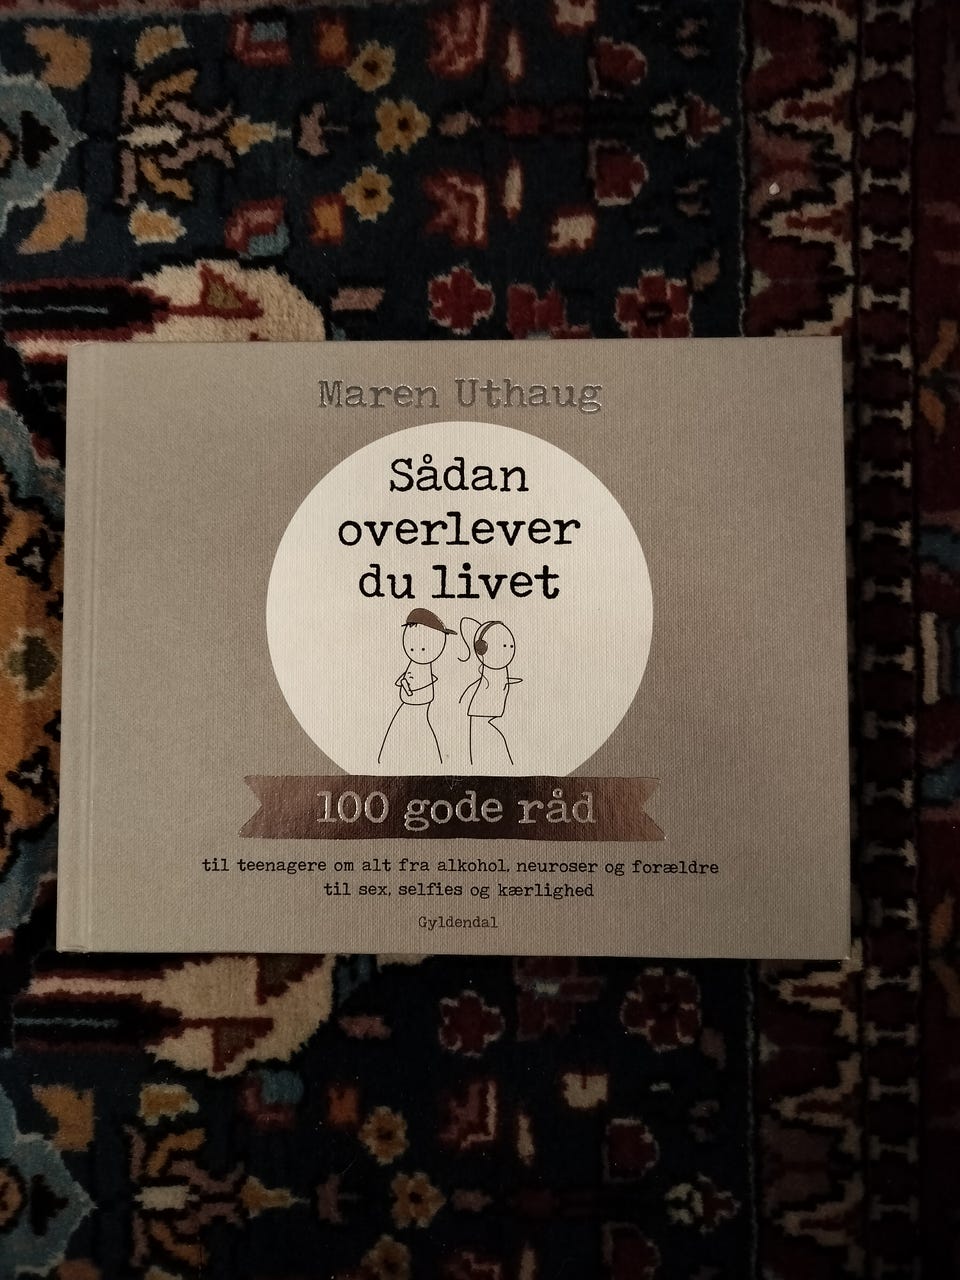 Maren Uthaug
Sådan
overlever
du livet
100 gode råd
til teenagere om alt fra alkohol, neuroser og forældre
til sex, selfies og kærlighed
Gyldendal